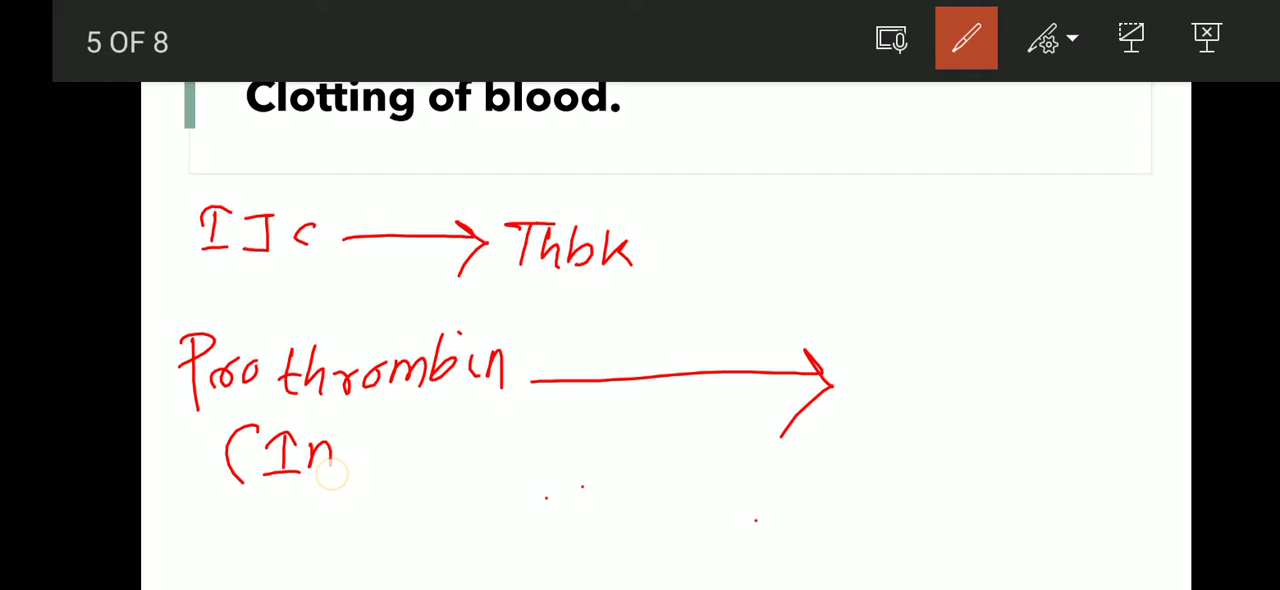 5 OF 8
Clotting of blood.
IJC → Thbk
Prothrombin →
(In